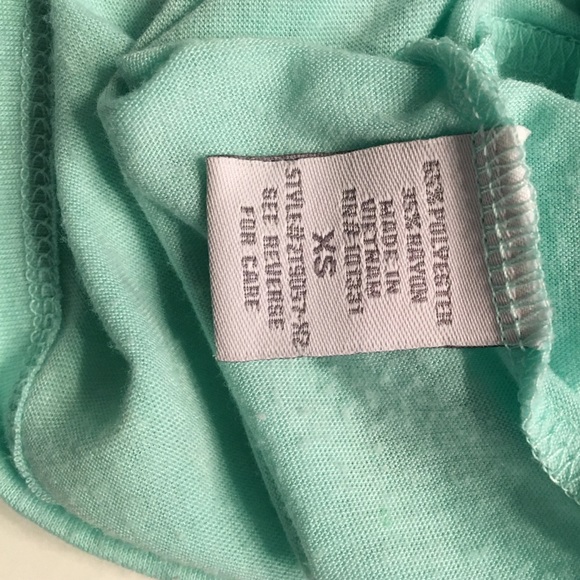 65% POLYESTER
35% RAYON
MADE IN
VIETNAM
RN# 101331
XS
SEE REVERSE
FOR CARE